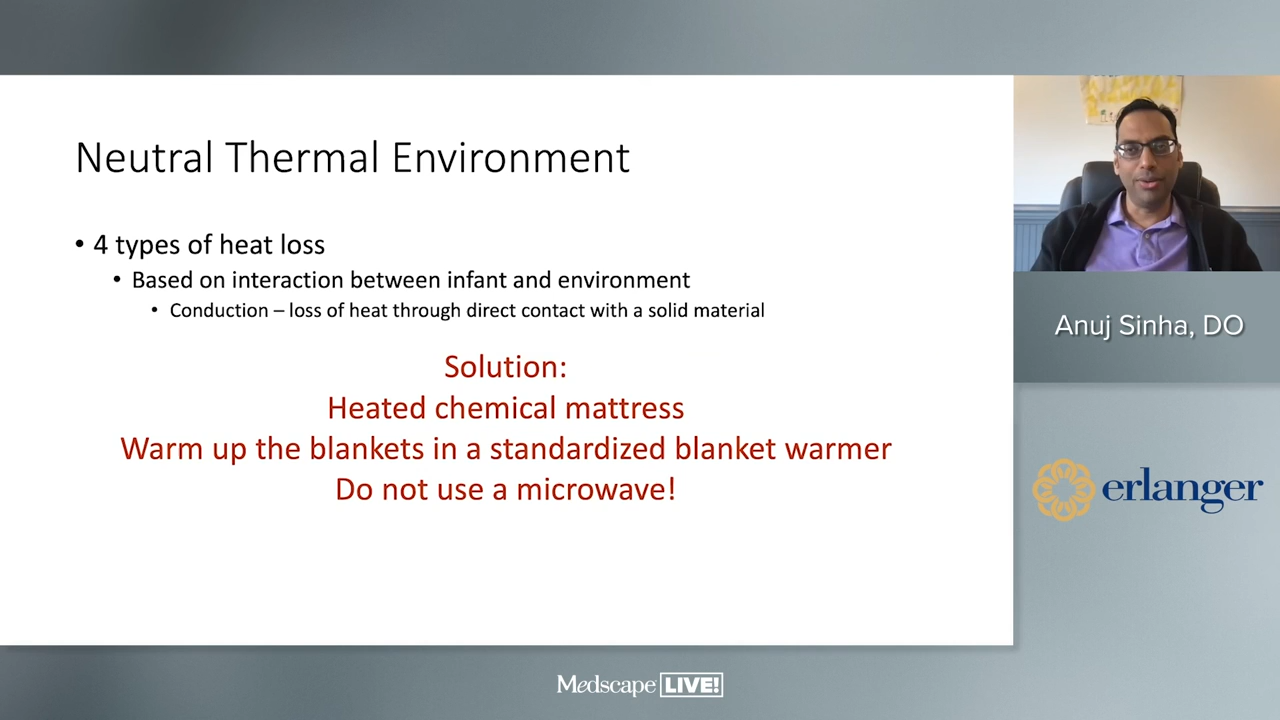 Neutral Thermal Environment
• 4 types of heat loss
• Based on interaction between infant and environment
• Conduction – loss of heat through direct contact with a solid material
Solution:
Heated chemical mattress
Warm up the blankets in a standardized blanket warmer
Do not use a microwave!
Anuj Sinha, DO
erlanger
Medscape LIVE!